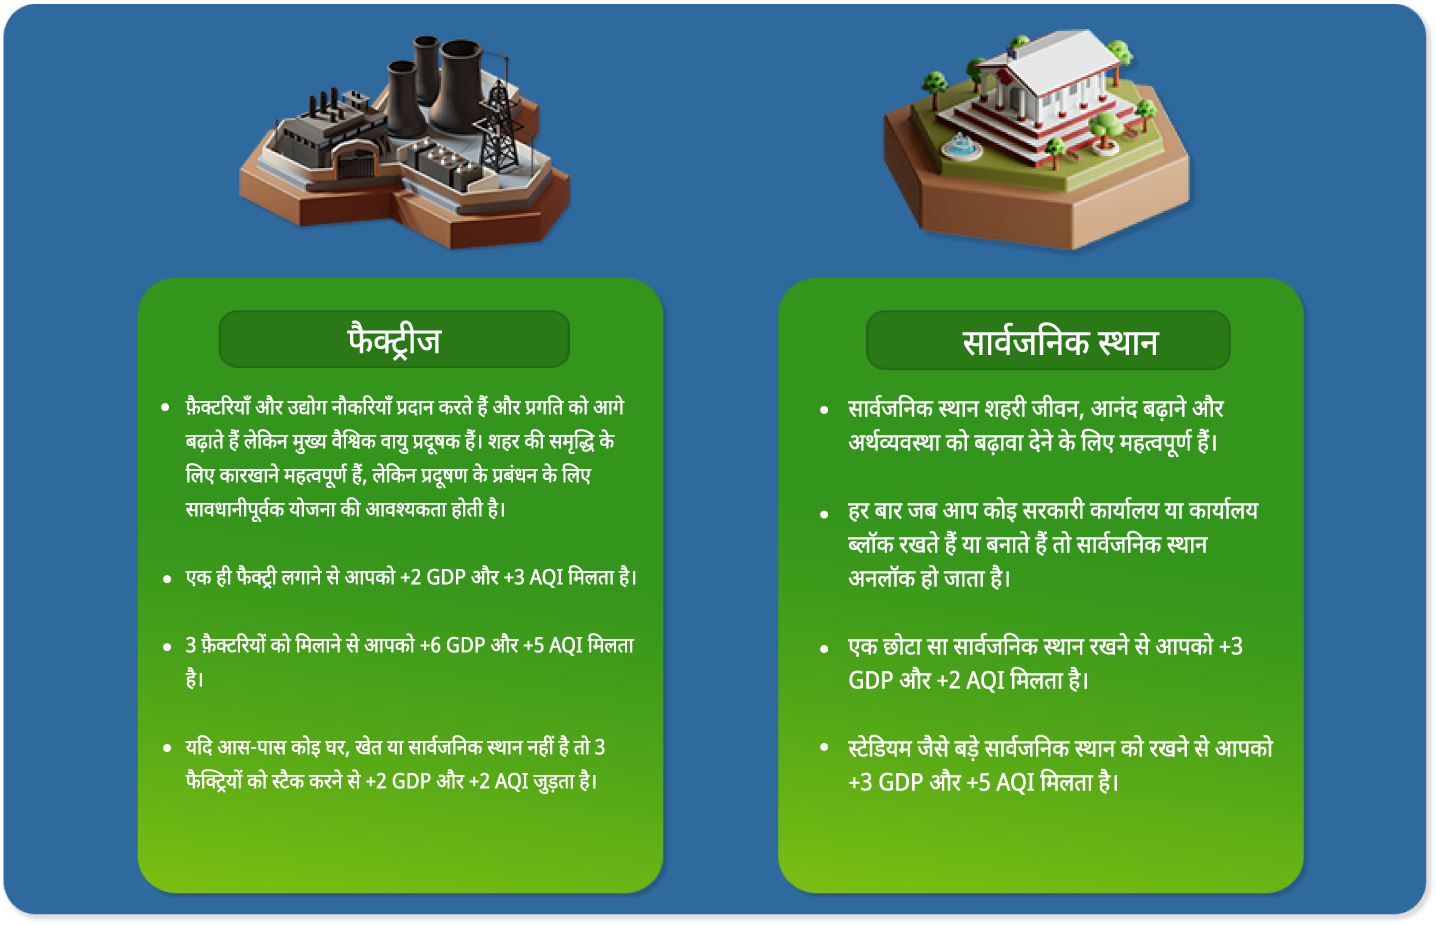 फैक्ट्रीज
फ़ैक्टरियाँ और उद्योग नौकरियाँ प्रदान करते हैं और प्रगति को आगे
बढ़ाते हैं लेकिन मुख्य वैश्विक वायु प्रदूषक हैं। शहर की समृद्धि के
लिए कारखाने महत्वपूर्ण हैं, लेकिन प्रदूषण के प्रबंधन के लिए
सावधानीपूर्वक योजना की आवश्यकता होती है।
एक ही फैक्ट्री लगाने से आपको +2 GDP और +3 AQI मिलता है।
3 फ़ैक्टरियों को मिलाने से आपको +6 GDP और +5 AQI मिलता
है।
यदि आस-पास कोइ घर, खेत या सार्वजनिक स्थान नहीं है तो 3
फैक्ट्रियों को स्टैक करने से +2 GDP और +2 AQI जुड़ता है।
सार्वजनिक स्थान
सार्वजनिक स्थान शहरी जीवन, आनंद बढ़ाने और
अर्थव्यवस्था को बढ़ावा देने के लिए महत्वपूर्ण हैं।
हर बार जब आप कोइ सरकारी कार्यालय या कार्यालय
ब्लॉक रखते हैं या बनाते हैं तो सार्वजनिक स्थान
अनलॉक हो जाता है।
एक छोटा सा सार्वजनिक स्थान रखने से आपको +3
GDP और +2 AQI मिलता है।
स्टेडियम जैसे बड़े सार्वजनिक स्थान को रखने से आपको
+3 GDP और +5 AQI मिलता है।